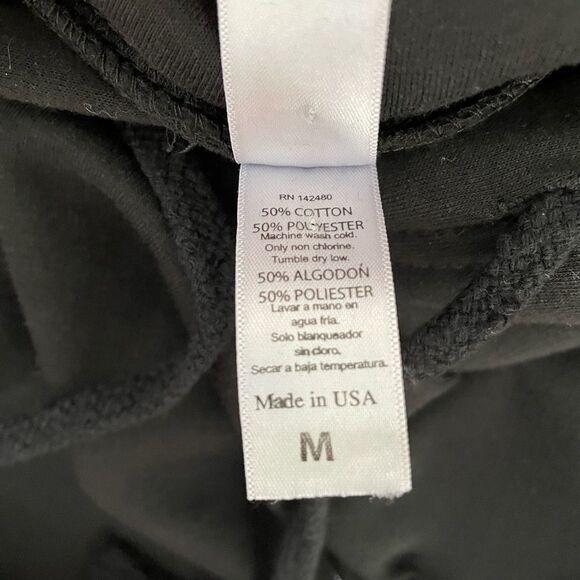 RN 142480
50% COTTON
50% POLYESTER
Machine wash cold.
Only non chlorine.
Tumble dry low.
50% ALGODÓN
50% POLIESTER
Lavar a mano en
agua fría.
Solo blanqueador
sin cloro.
Secar a baja temperatura.
Made in USA
M